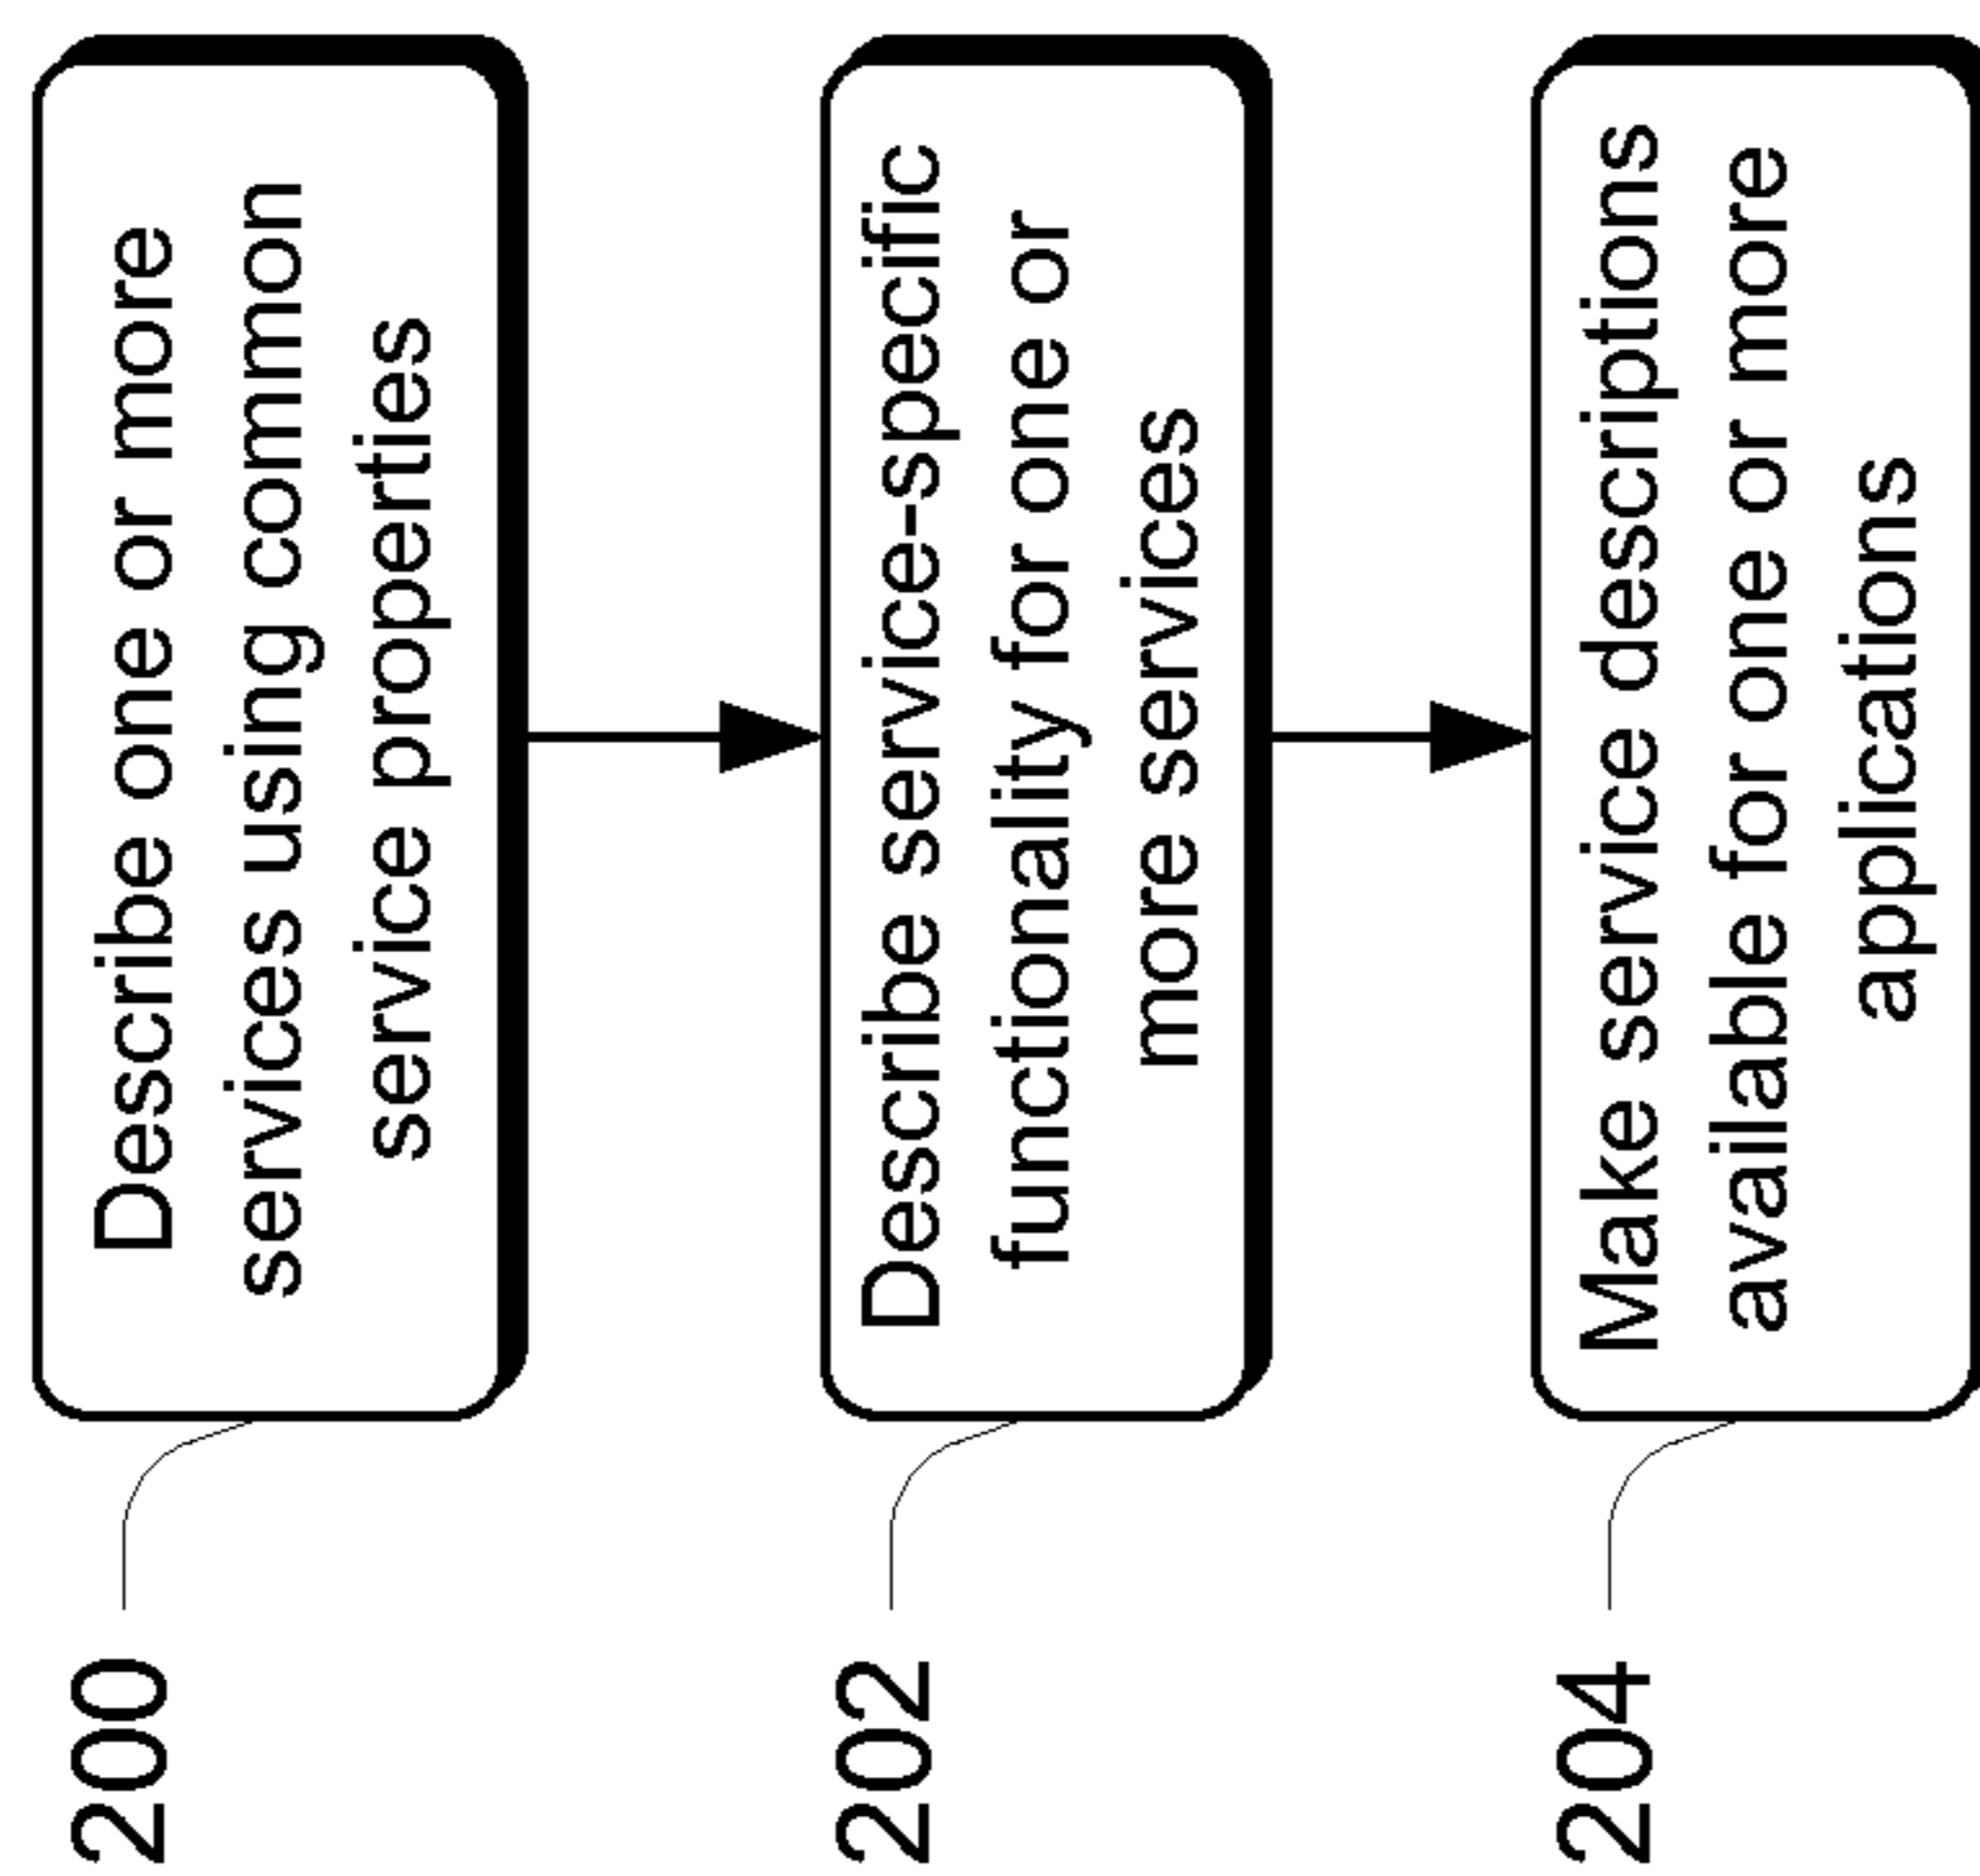 200
Describe one or more
services using common
service properties
202
Describe service-specific
functionality for one or
more services
204
Make service descriptions
available for one or more
applications